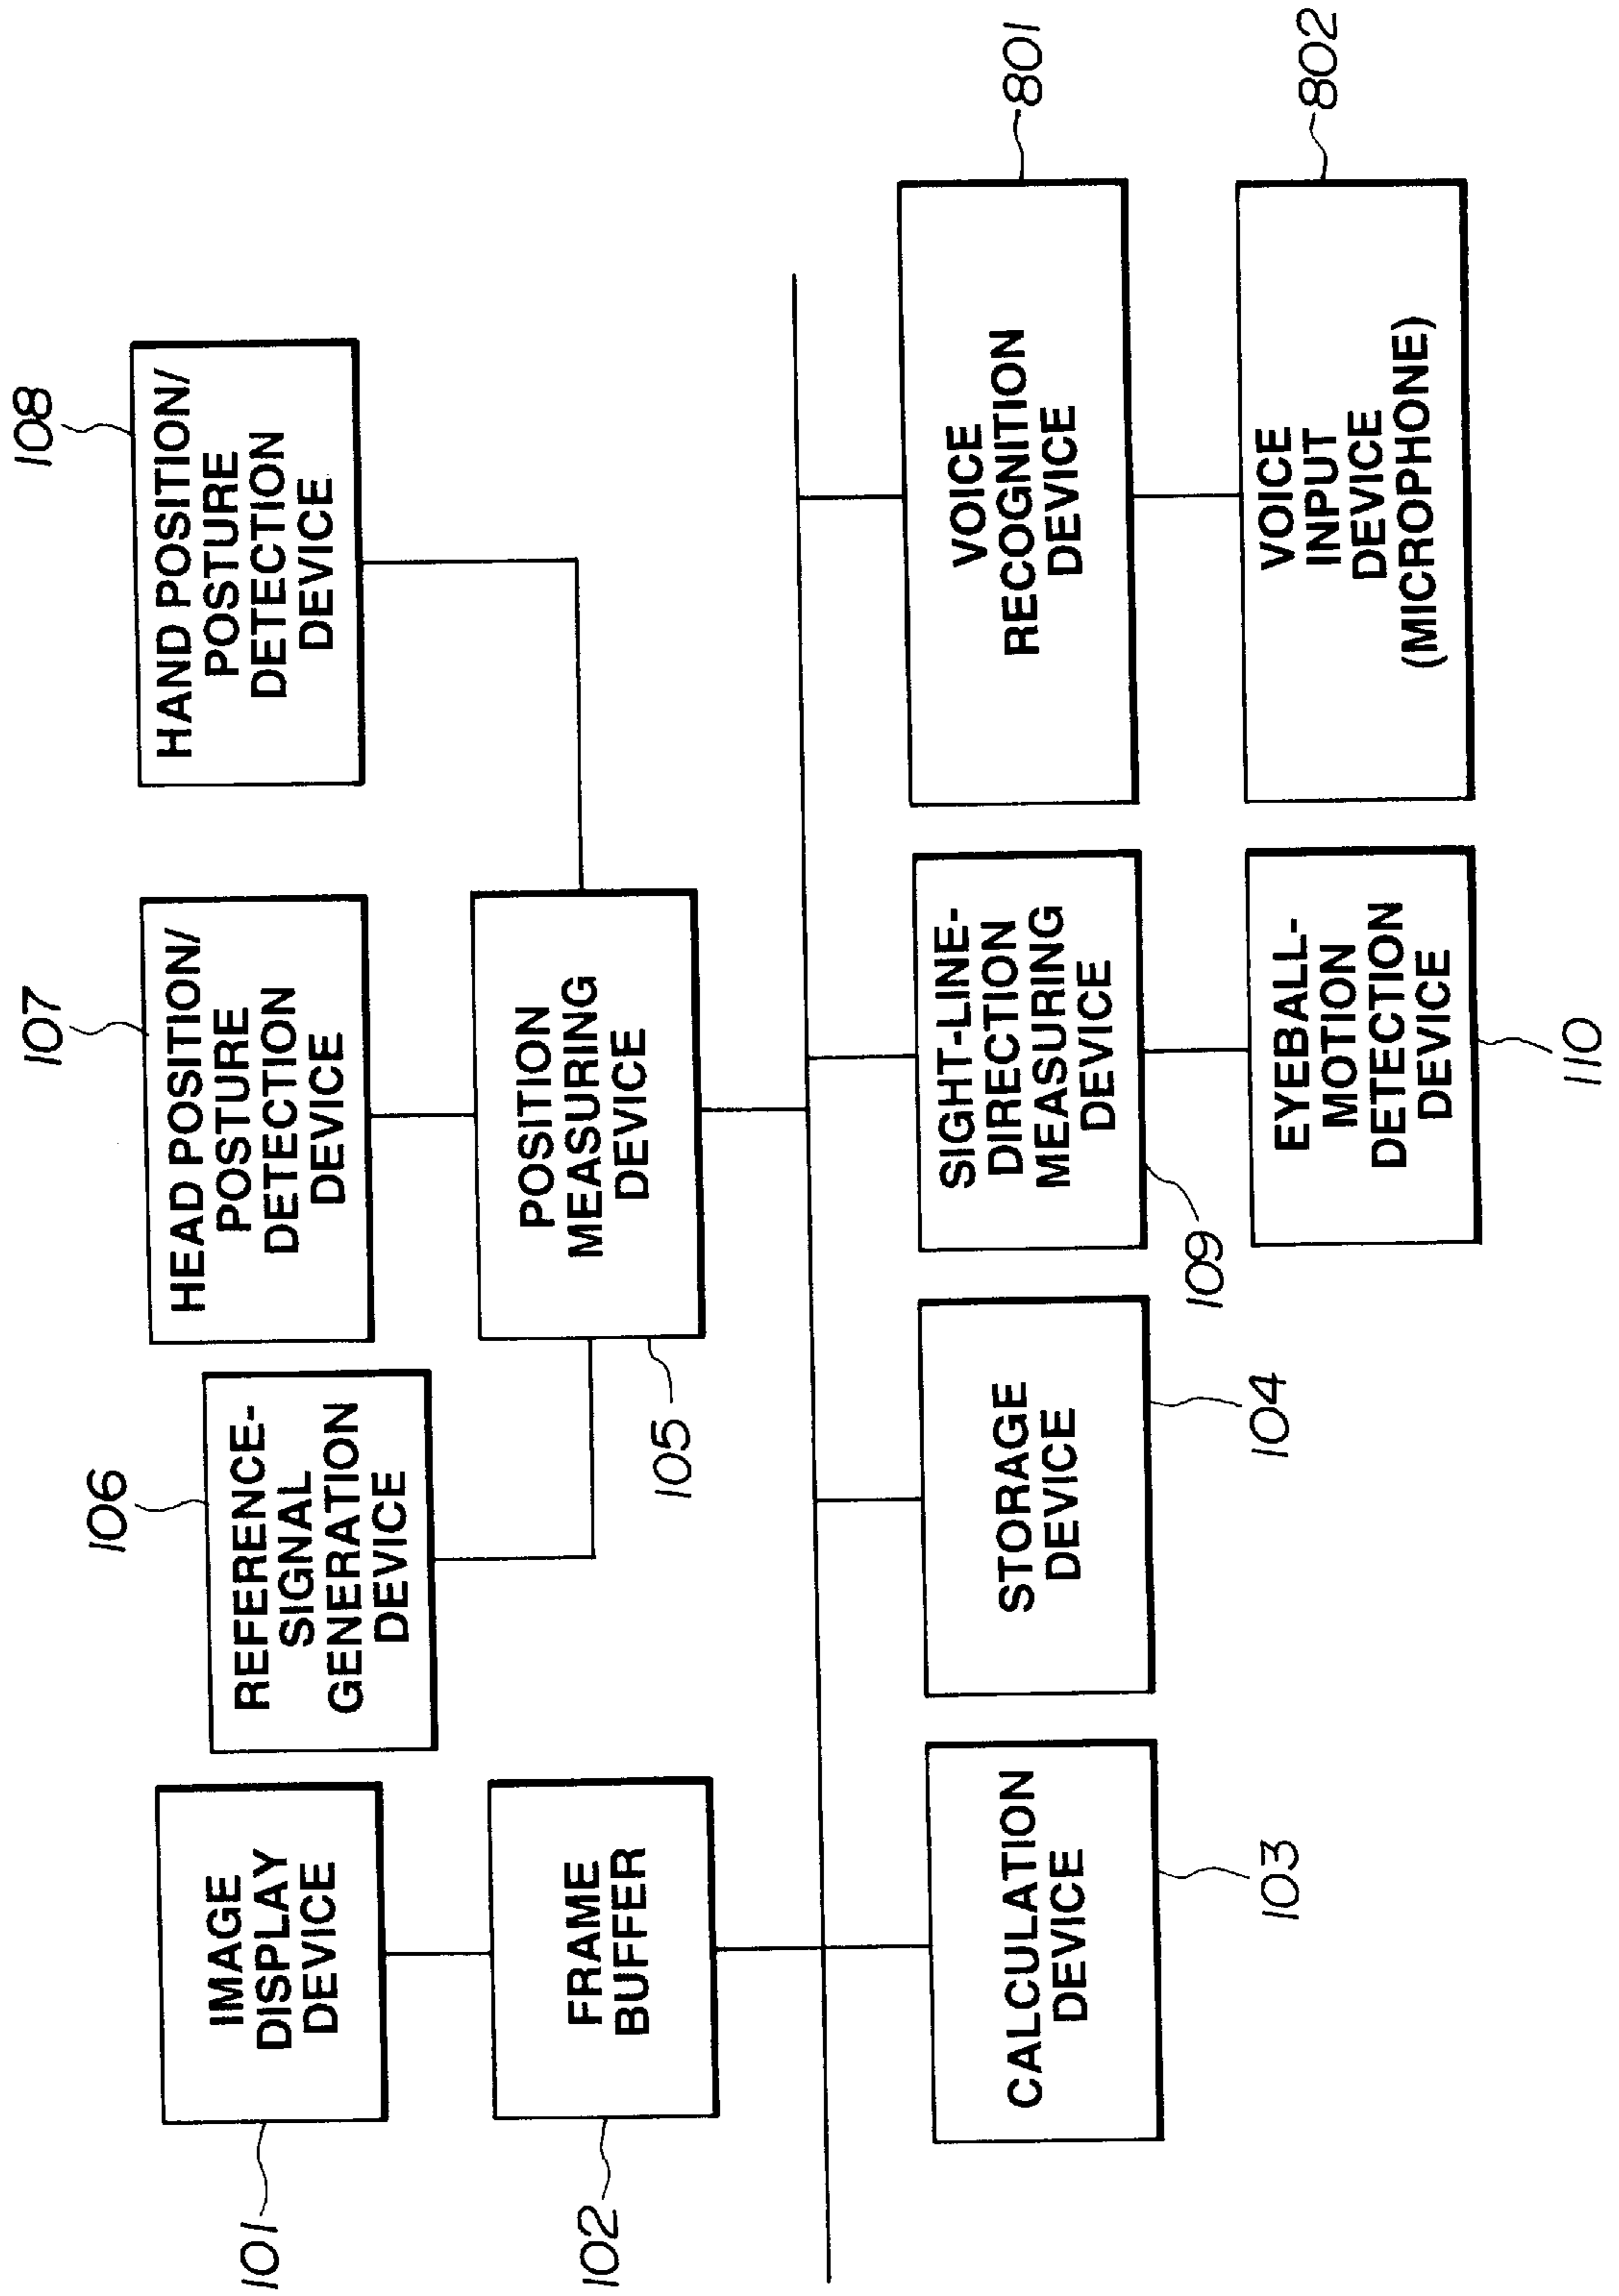 101
IMAGE
DISPLAY
DEVICE
106
REFERENCE-
SIGNAL
GENERATION
DEVICE
107
HEAD POSITION/
POSTURE
DETECTION
DEVICE
108
HAND POSITION/
POSTURE
DETECTION
DEVICE
102
FRAME
BUFFER
105
POSITION
MEASURING
DEVICE
CALCULATION
DEVICE
103
STORAGE
DEVICE
104
SIGHT-LINE-
DIRECTION
MEASURING
DEVICE
109
VOICE
RECOGNITION
DEVICE
801
EYEBALL-
MOTION
DETECTION
DEVICE
110
VOICE
INPUT
DEVICE
(MICROPHONE)
802